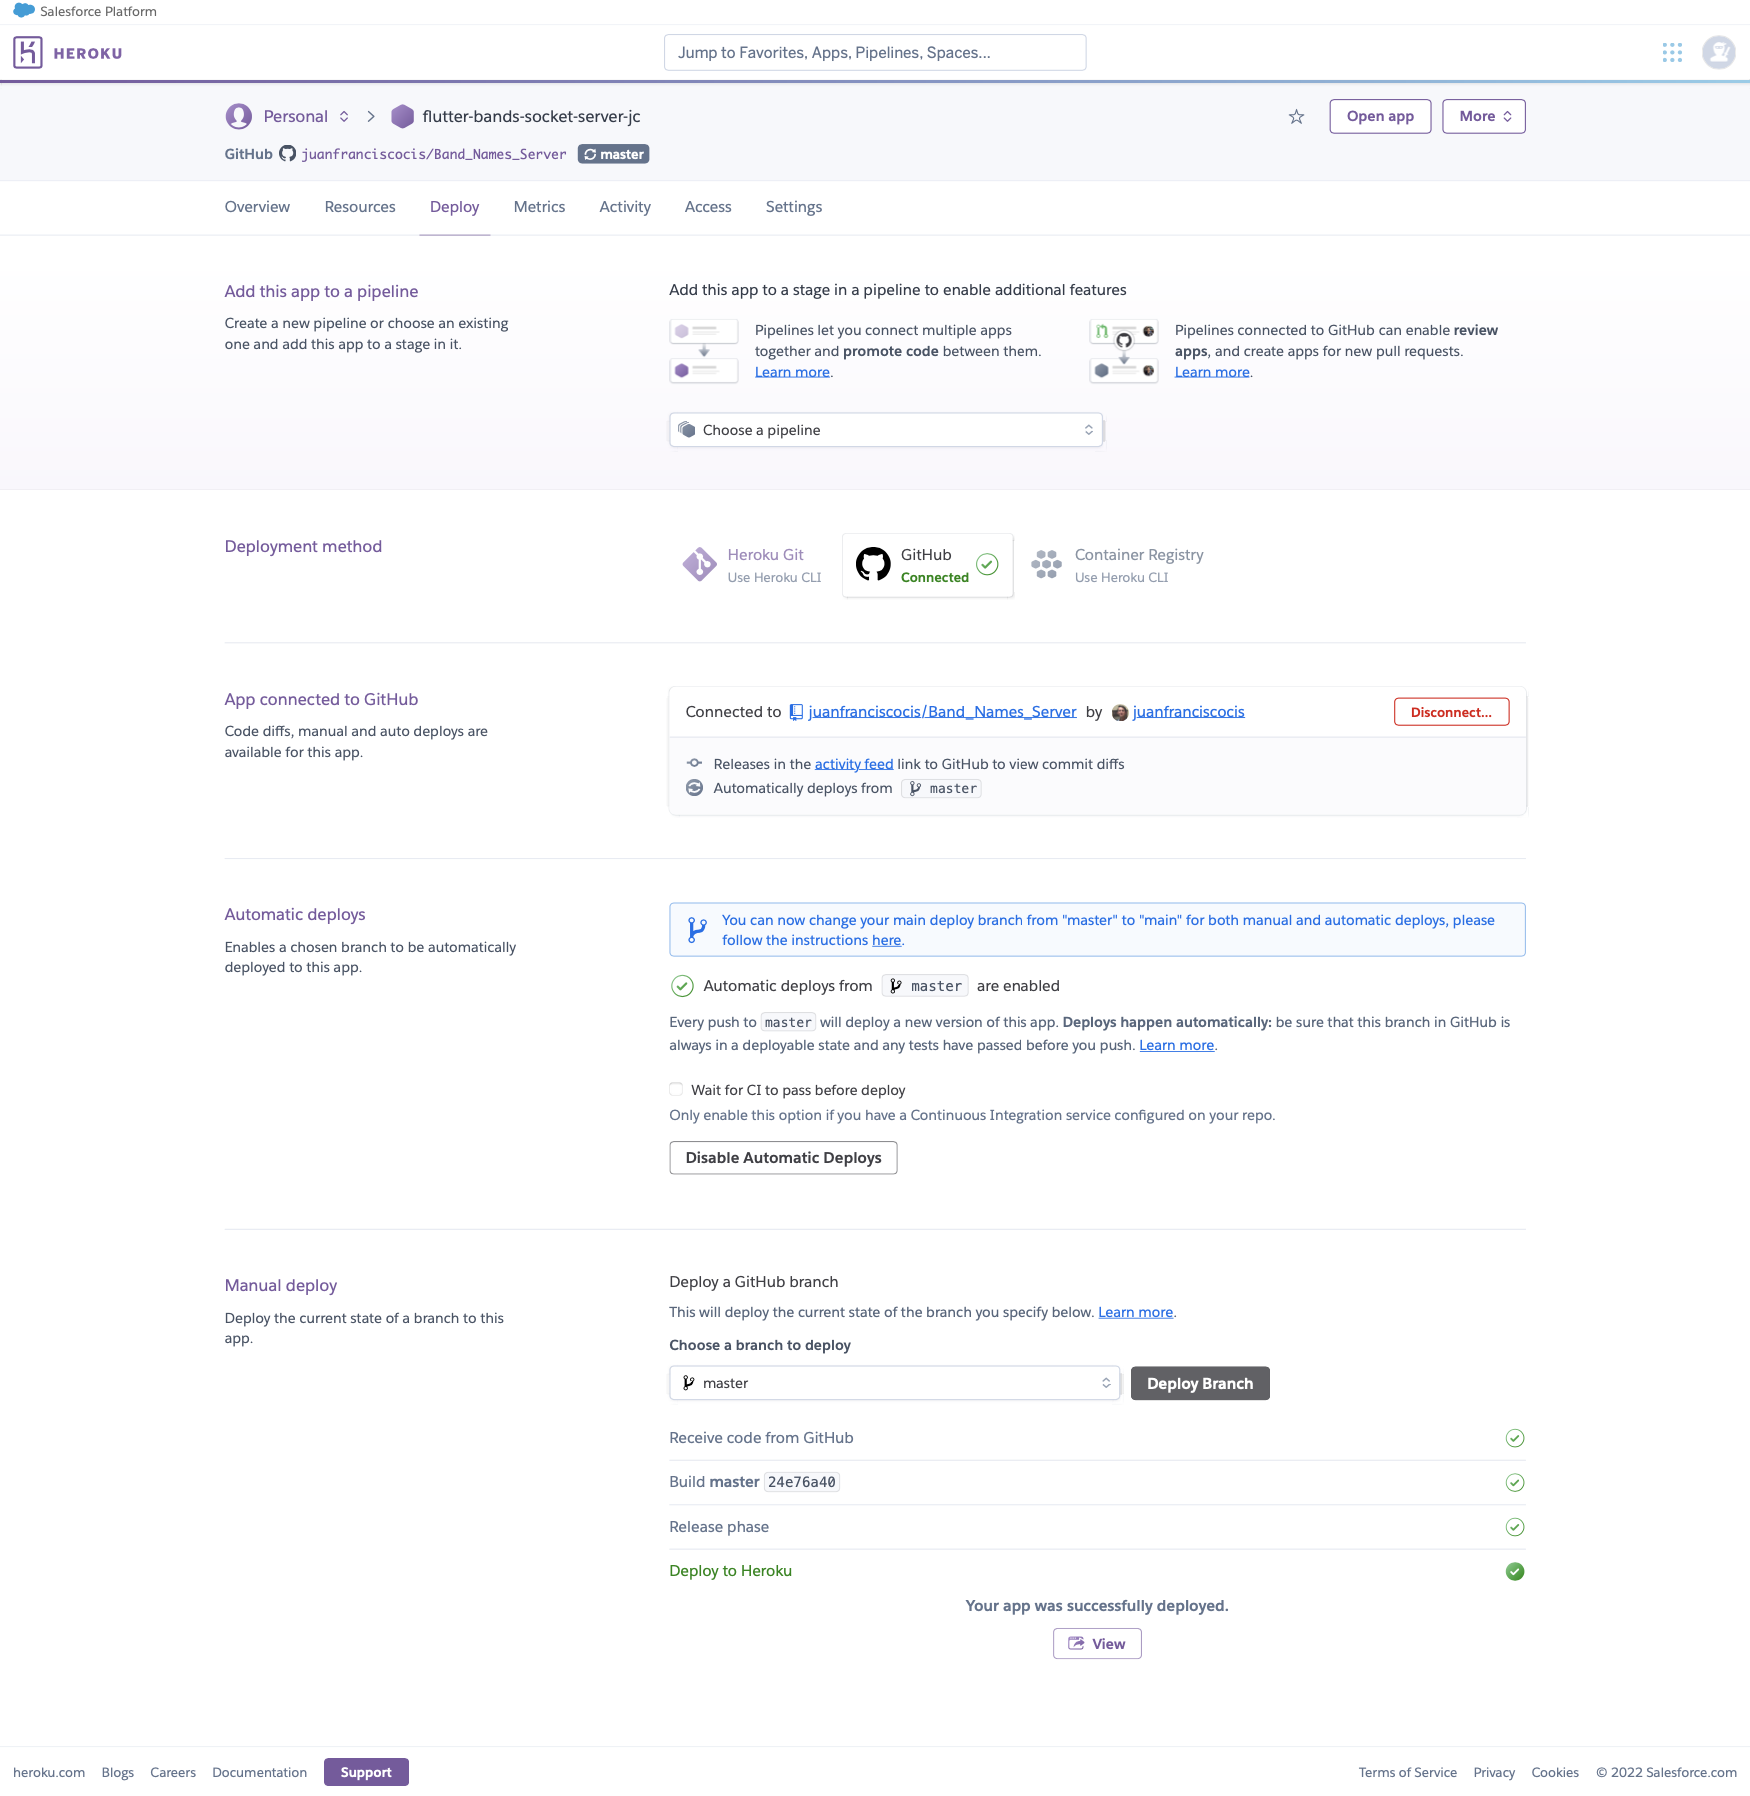 Salesforce Platform
HEROKU
Jump to Favorites, Apps, Pipelines, Spaces...
Personal
flutter-bands-socket-server-jc
Open app
More
GitHub juanfranciscocis/Band_Names_Server master
Overview Resources Deploy Metrics Activity Access Settings
Add this app to a pipeline
Create a new pipeline or choose an existing
one and add this app to a stage in it.
Add this app to a stage in a pipeline to enable additional features
Pipelines let you connect multiple apps
together and promote code between them.
Learn more.
Pipelines connected to GitHub can enable review
apps, and create apps for new pull requests.
Learn more.
Choose a pipeline
Deployment method
Heroku Git
Use Heroku CLI
GitHub
Connected
Container Registry
Use Heroku CLI
App connected to GitHub
Code diffs, manual and auto deploys are
available for this app.
Connected to juanfranciscocis/Band_Names_Server by juanfranciscocis
Disconnect...
Releases in the activity feed link to GitHub to view commit diffs
Automatically deploys from master
Automatic deploys
Enables a chosen branch to be automatically
deployed to this app.
You can now change your main deploy branch from "master" to "main" for both manual and automatic deploys, please
follow the instructions here.
Automatic deploys from master are enabled
Every push to master will deploy a new version of this app. Deploys happen automatically: be sure that this branch in GitHub is
always in a deployable state and any tests have passed before you push. Learn more.
Wait for CI to pass before deploy
Only enable this option if you have a Continuous Integration service configured on your repo.
Disable Automatic Deploys
Manual deploy
Deploy the current state of a branch to this
app.
Deploy a GitHub branch
This will deploy the current state of the branch you specify below. Learn more.
Choose a branch to deploy
master
Deploy Branch
Receive code from GitHub
Build master 24e76a40
Release phase
Deploy to Heroku
Your app was successfully deployed.
View
heroku.com Blogs Careers Documentation Support
Terms of Service Privacy Cookies © 2022 Salesforce.com